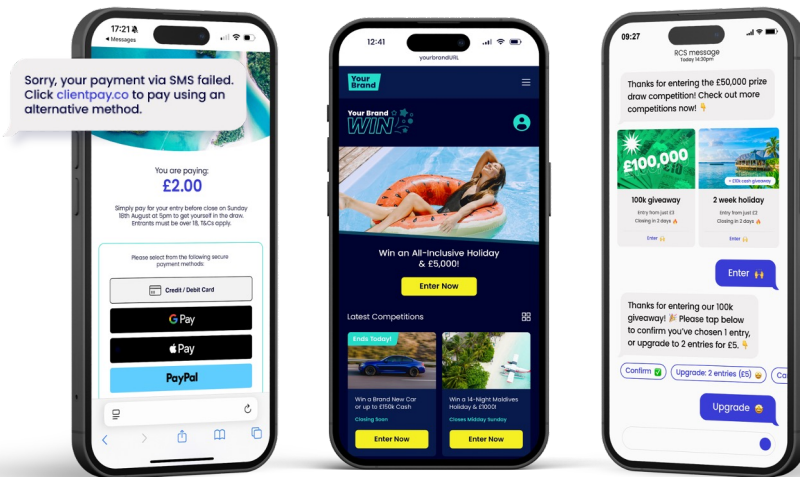 17:21
Messages
Sorry, your payment via SMS failed.
Click clientpay.co to pay using an
alternative method.
You are paying:
£2.00
Simply pay for your entry before close on Sunday
18th August at 5pm to get yourself in the draw.
Entrants must be over 18, T&Cs apply.
Please select from the following secure
payment methods:
Credit / Debit Card
G Pay
Pay
PayPal
12:41
yourbrandURL
Your
Brand
Your Brand
WIN
Win an All-Inclusive Holiday
& £5,000!
Enter Now
Latest Competitions
Ends Today!
Win a Brand New Car
or up to £150k Cash
Closing Soon
Enter Now
Win a 14-Night Maldives
Holiday & £1000!
Closes Midday Sunday
Enter Now
09:27
RCS message
Today 14:30pm
Thanks for entering the £50,000 prize
draw competition! Check out more
competitions now! 👇
£100,000
100k giveaway
Entry from just £3
Closing in 2 days 🔥
Enter 🙌
+ £10k cash giveaway
2 week holiday
Entry from just £2
Closing in 3 days 🔥
Enter 🙌
Enter 🙌
Thanks for entering our 100k
giveaway! 🎉 Please tap below
to confirm you've chosen 1 entry,
or upgrade to 2 entries for £5. 👇
Confirm ✅
Upgrade: 2 entries (£5) 🤩
Ca
Upgrade 🤩